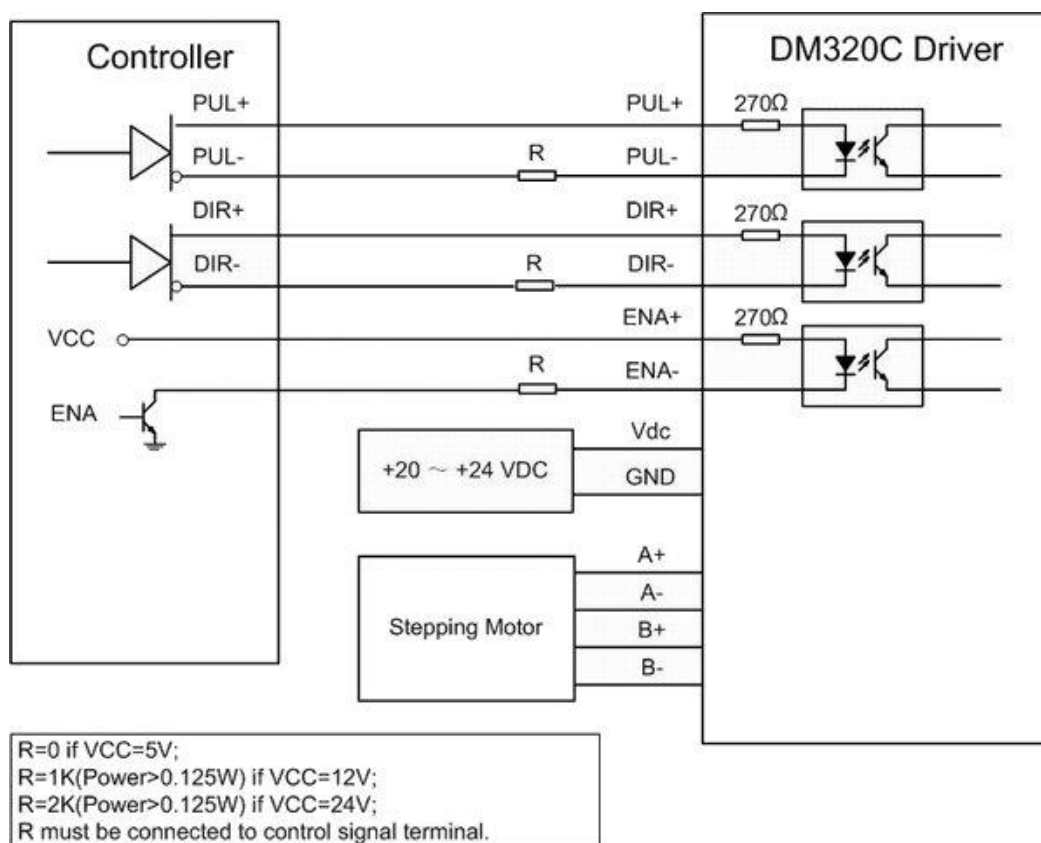 Controller
DM320C Driver
PUL+
PUL+
270Ω
PUL-
R
PUL-
DIR+
DIR+
270Ω
DIR-
R
DIR-
VCC
ENA+
270Ω
R
ENA-
ENA
Vdc
+20 ~ +24 VDC
GND
A+
A-
Stepping Motor
B+
B-
R=0 if VCC=5V;
R=1K(Power>0.125W) if VCC=12V;
R=2K(Power>0.125W) if VCC=24V;
R must be connected to control signal terminal.